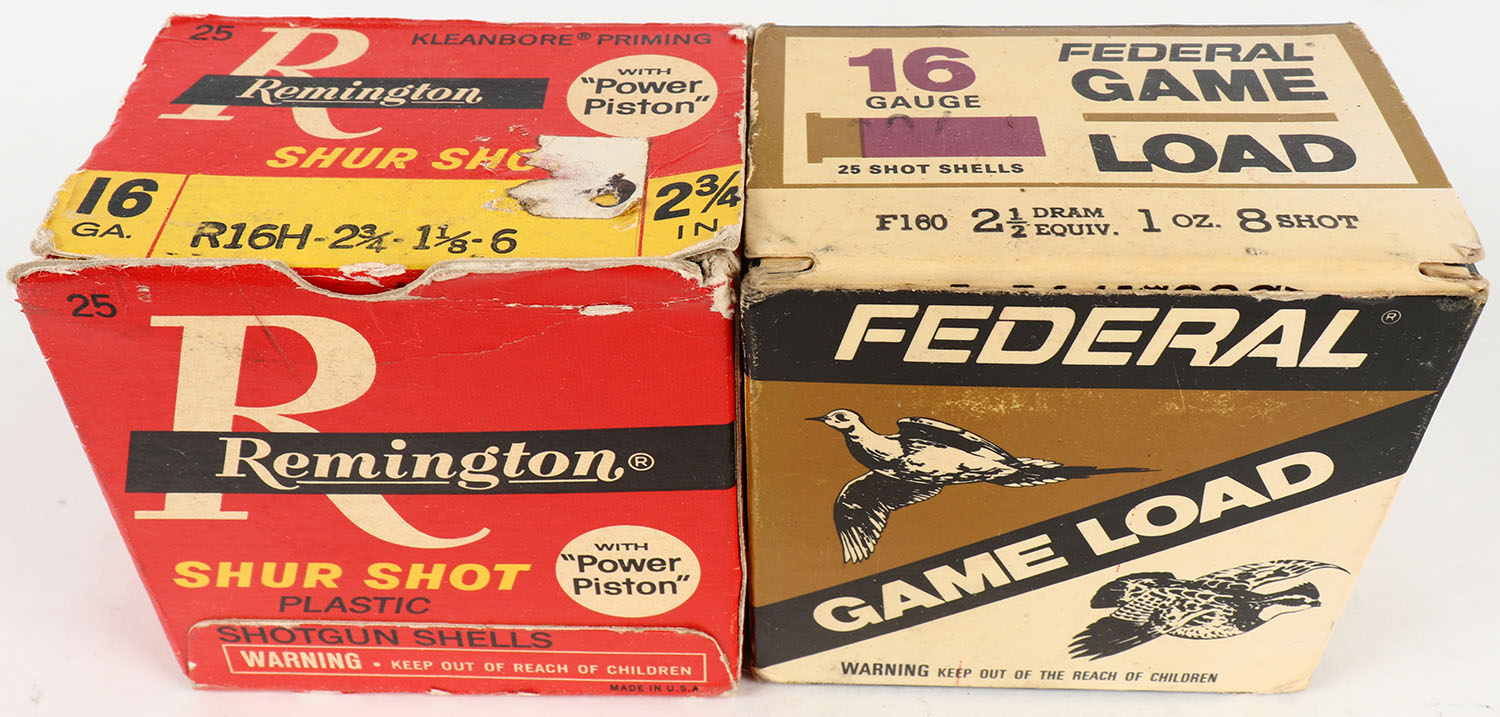 25
KLEANBORE® PRIMING
R
Remington
WITH
"Power
Piston"
SHUR
16
GA.
R16H-2¾-1⅛-6
2¾
IN
25
R
Remington®
SHUR SHOT
PLASTIC
WITH
"Power
Piston"
SHOTGUN SHELLS
WARNING • KEEP OUT OF REACH OF CHILDREN
MADE IN U.S.A
16
GAUGE
25 SHOT SHELLS
FEDERAL®
GAME
LOAD
F160 2½ DRAM EQUIV. 1 OZ. 8 SHOT
FEDERAL®
GAME LOAD
WARNING KEEP OUT OF THE REACH OF CHILDREN